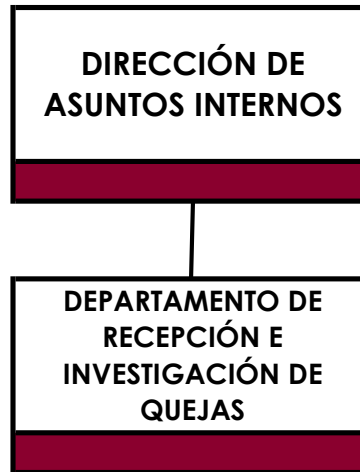 DIRECCIÓN DE
ASUNTOS INTERNOS
DEPARTAMENTO DE
RECEPCIÓN E
INVESTIGACIÓN DE
QUEJAS